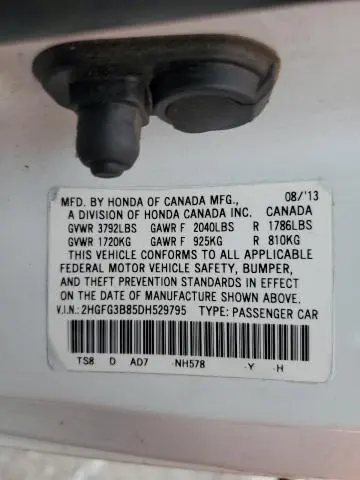 MFD. BY HONDA OF CANADA MFG., 08/'13
A DIVISION OF HONDA CANADA INC. CANADA
GVWR 3792LBS GAWR F 2040LBS R 1786LBS
GVWR 1720KG GAWR F 925KG R 810KG
THIS VEHICLE CONFORMS TO ALL APPLICABLE
FEDERAL MOTOR VEHICLE SAFETY, BUMPER,
AND THEFT PREVENTION STANDARDS IN EFFECT
ON THE DATE OF MANUFACTURE SHOWN ABOVE.
V.I.N.: 2HGFG3B85DH529795 TYPE: PASSENGER CAR
TS8 D AD7 -NH578 -Y -H